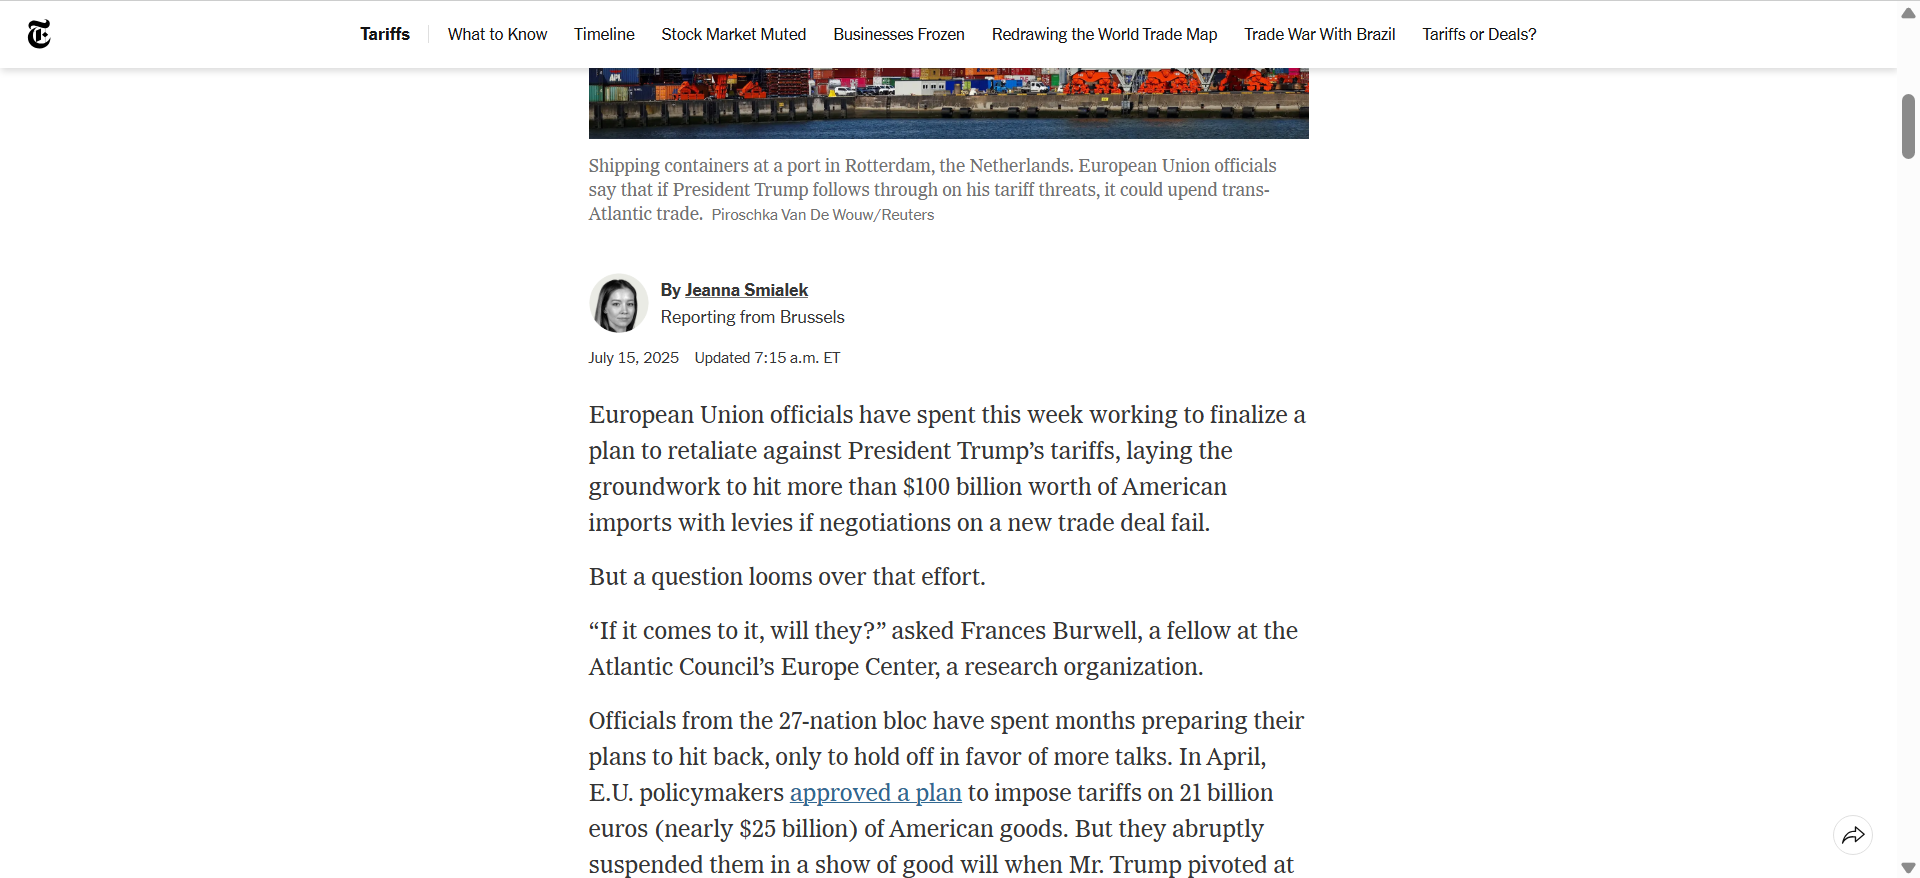 Tariffs What to Know Timeline Stock Market Muted Businesses Frozen Redrawing the World Trade Map Trade War With Brazil Tariffs or Deals?
APL
Shipping containers at a port in Rotterdam, the Netherlands. European Union officials
say that if President Trump follows through on his tariff threats, it could upend trans-
Atlantic trade. Piroschka Van De Wouw/Reuters
By Jeanna Smialek
Reporting from Brussels
July 15, 2025 Updated 7:15 a.m. ET
European Union officials have spent this week working to finalize a
plan to retaliate against President Trump’s tariffs, laying the
groundwork to hit more than $100 billion worth of American
imports with levies if negotiations on a new trade deal fail.
But a question looms over that effort.
“If it comes to it, will they?” asked Frances Burwell, a fellow at the
Atlantic Council’s Europe Center, a research organization.
Officials from the 27-nation bloc have spent months preparing their
plans to hit back, only to hold off in favor of more talks. In April,
E.U. policymakers approved a plan to impose tariffs on 21 billion
euros (nearly $25 billion) of American goods. But they abruptly
suspended them in a show of good will when Mr. Trump pivoted at